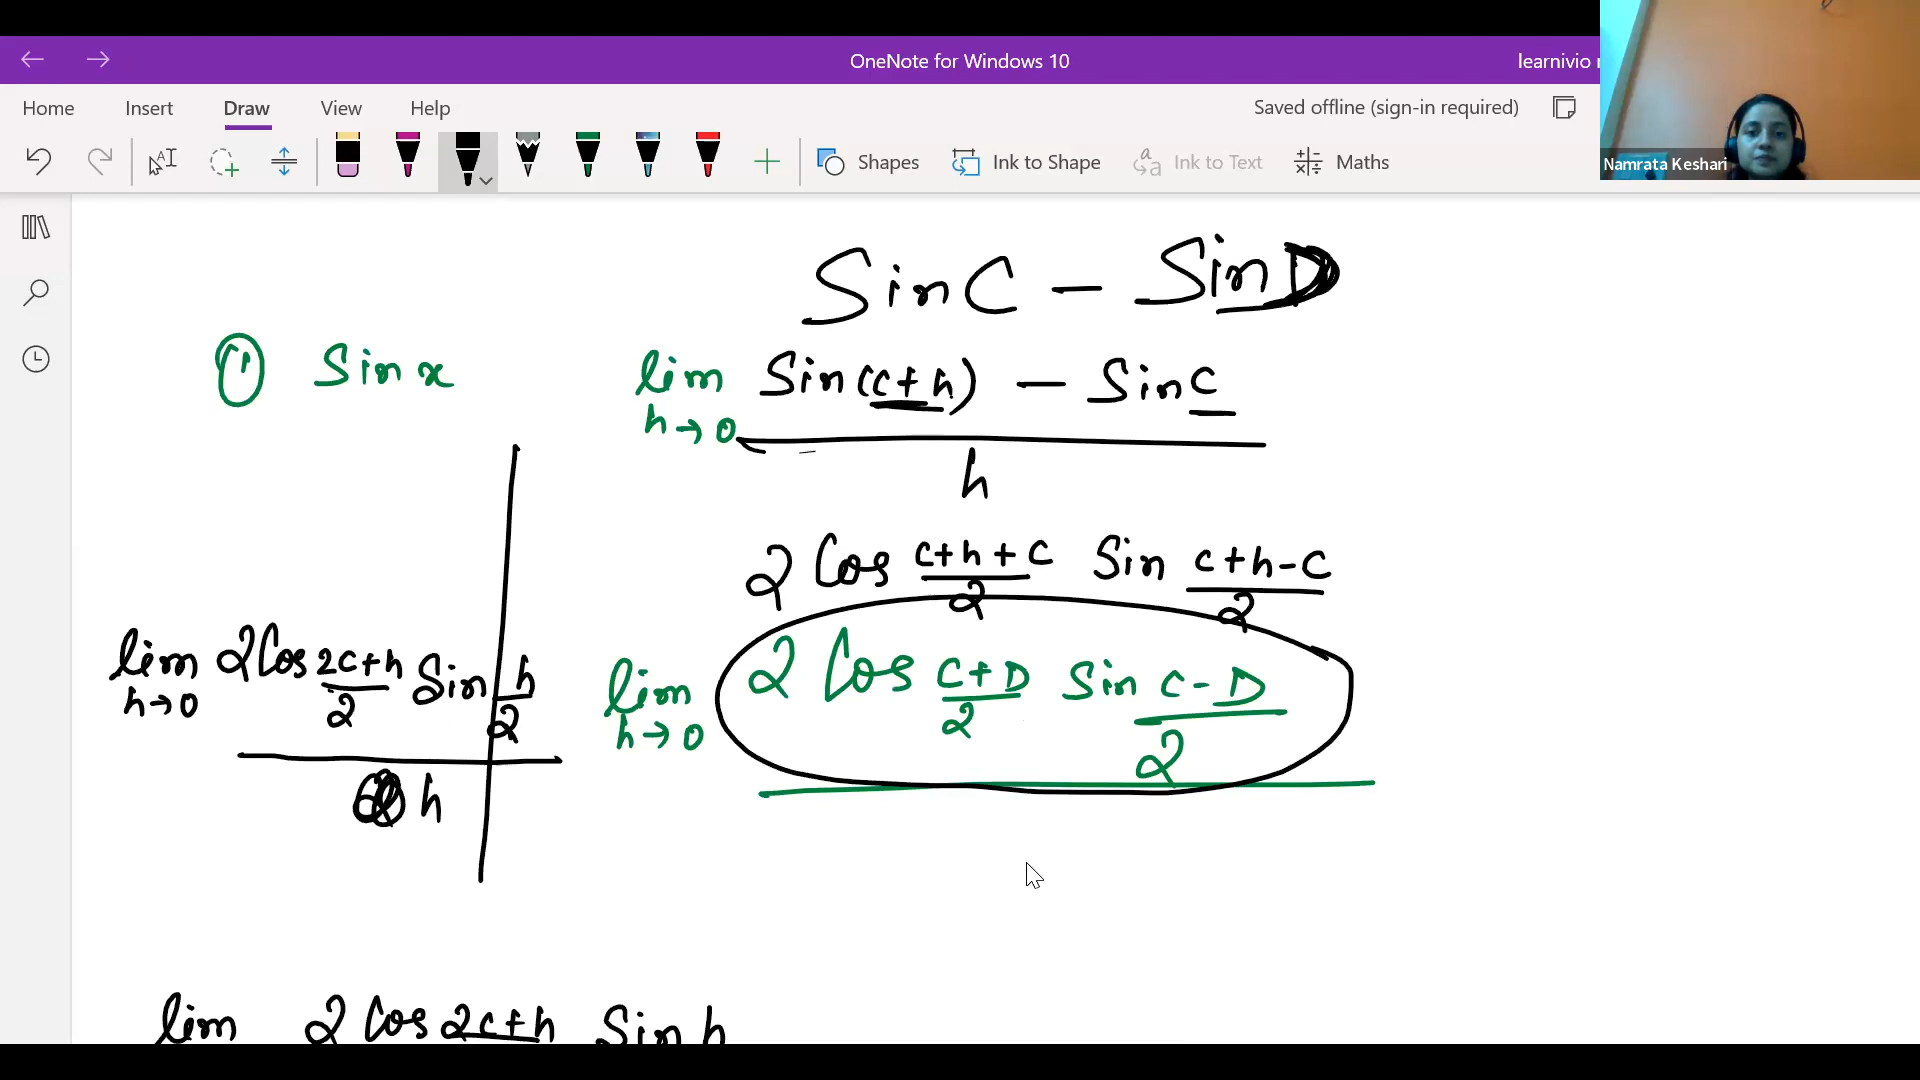 OneNote for Windows 10
learnivio
Home Insert Draw View Help
Saved offline (sign-in required)
Shapes Ink to Shape Ink to Text Maths
Namrata Keshari
Sin C − Sin D
① Sin x
lim h→0 Sin(c+h) − Sin C
h
2 Cos c+h+c/2 Sin c+h-c/2
lim h→0 2 Cos 2c+h/2 Sin h/2
h
lim h→0 2 Cos C+D/2 Sin C-D/2
lim 2 Cos 2c+h Sin h